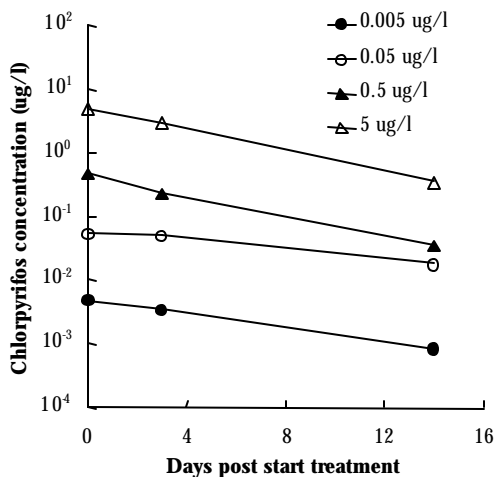 0.005 ug/l
0.05 ug/l
0.5 ug/l
5 ug/l
Chlorpyrifos concentration (ug/l)
10²
10¹
10⁰
10⁻¹
10⁻²
10⁻³
10⁻⁴
0 4 8 12 16
Days post start treatment